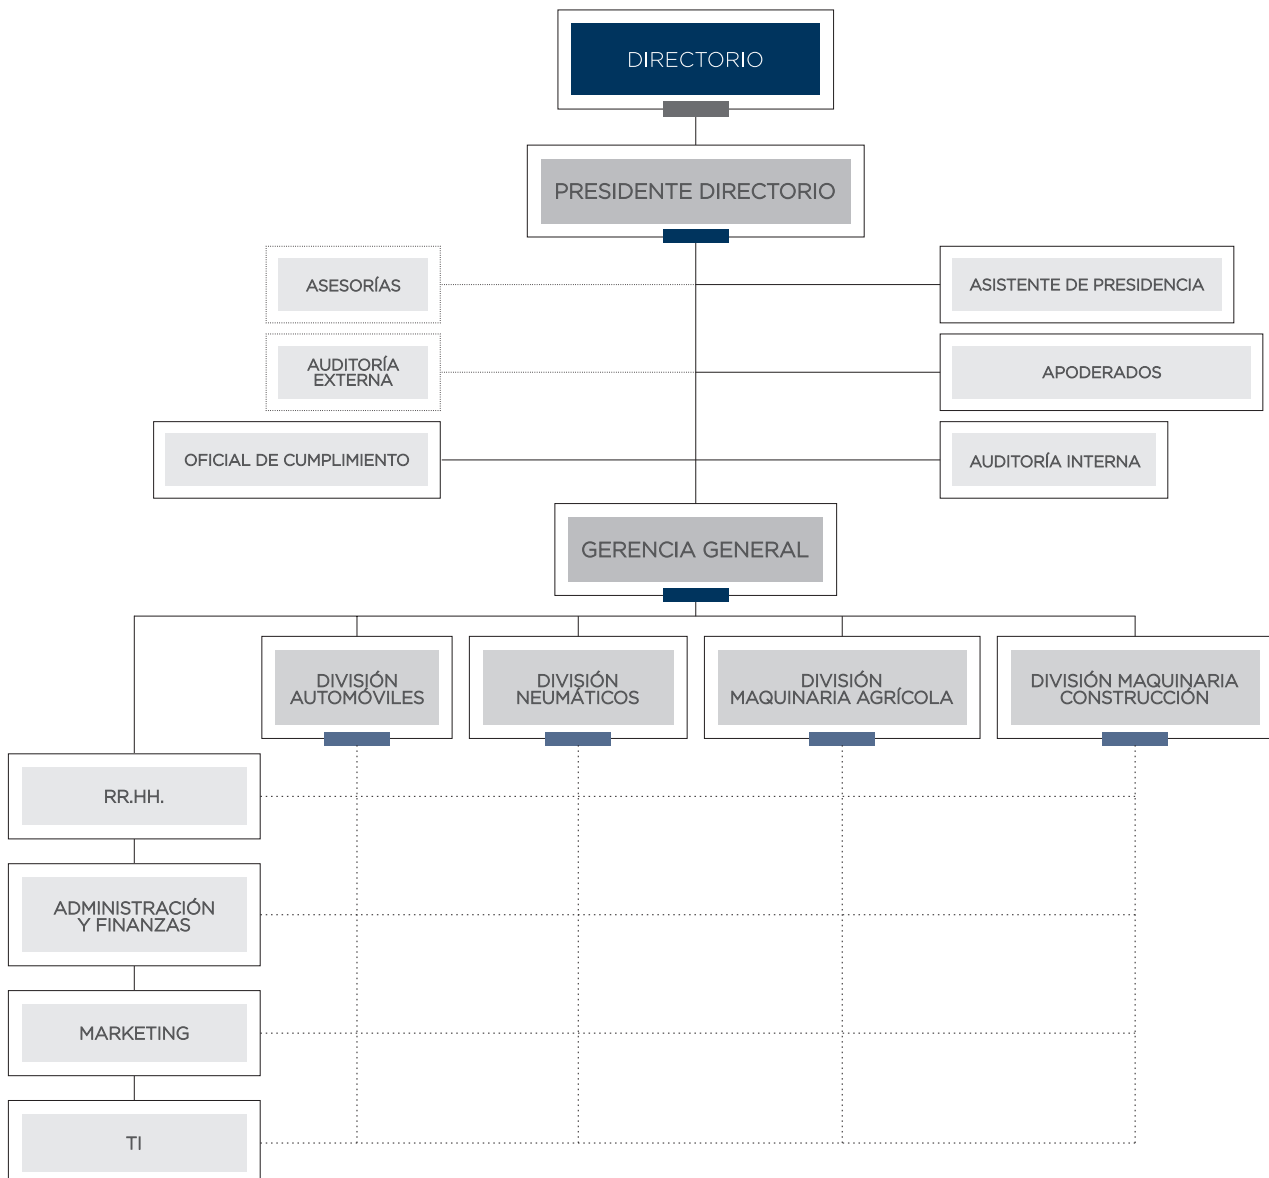 DIRECTORIO
PRESIDENTE DIRECTORIO
ASESORÍAS
ASISTENTE DE PRESIDENCIA
AUDITORÍA
EXTERNA
APODERADOS
OFICIAL DE CUMPLIMIENTO
AUDITORÍA INTERNA
GERENCIA GENERAL
DIVISIÓN
AUTOMÓVILES
DIVISIÓN
NEUMÁTICOS
DIVISIÓN
MAQUINARIA AGRÍCOLA
DIVISIÓN MAQUINARIA
CONSTRUCCIÓN
RR.HH.
ADMINISTRACIÓN
Y FINANZAS
MARKETING
TI